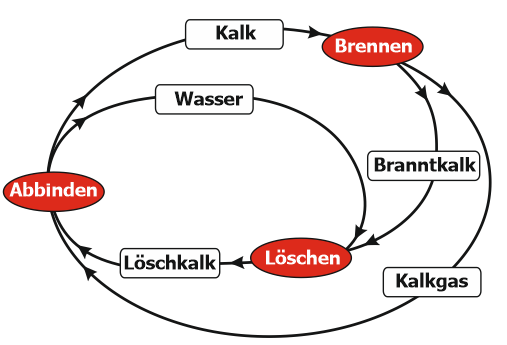 Kalk
Brennen
Wasser
Branntkalk
Abbinden
Löschkalk
Löschen
Kalkgas